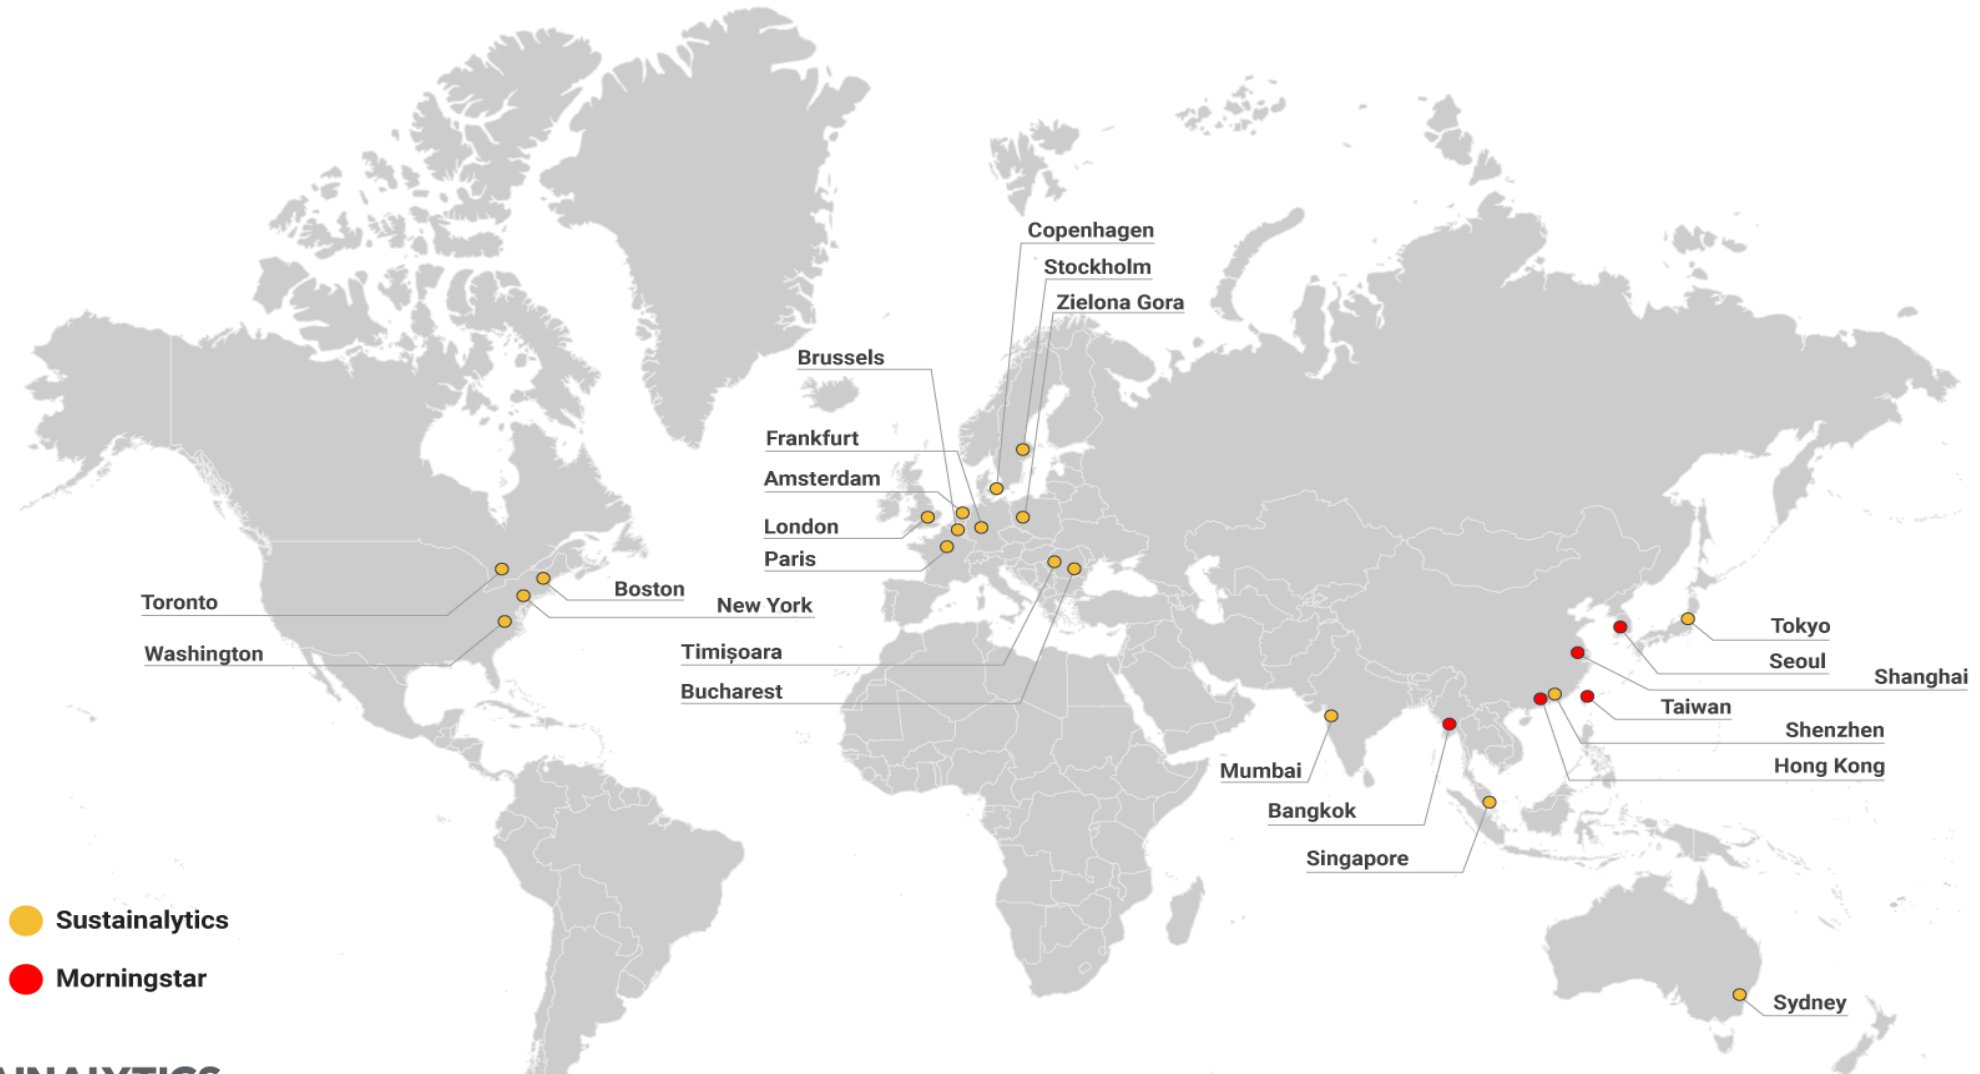 Copenhagen
Stockholm
Zielona Gora
Brussels
Frankfurt
Amsterdam
London
Paris
Toronto
Boston
New York
Washington
Timișoara
Bucharest
Tokyo
Seoul
Shanghai
Taiwan
Shenzhen
Hong Kong
Mumbai
Bangkok
Singapore
Sustainalytics
Morningstar
Sydney